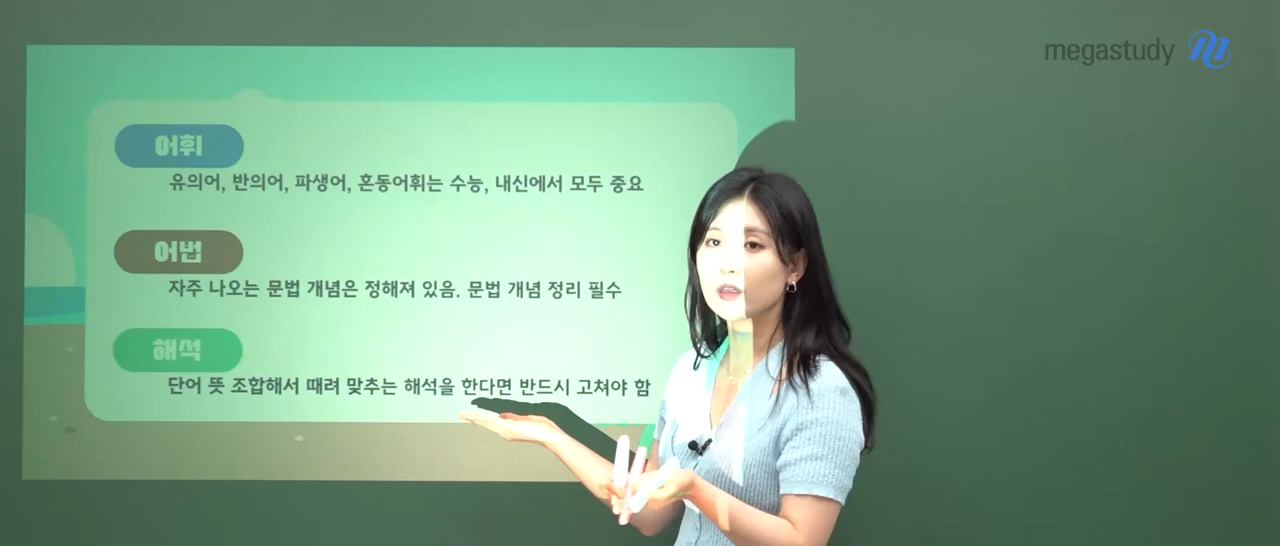 megastudy
어휘
유의어, 반의어, 파생어, 혼동어휘는 수능, 내신에서 모두 중요
어법
자주 나오는 문법 개념은 정해져 있음. 문법 개념 정리 필수
해석
단어 뜻 조합해서 때려 맞추는 해석을 한다면 반드시 고쳐야 함